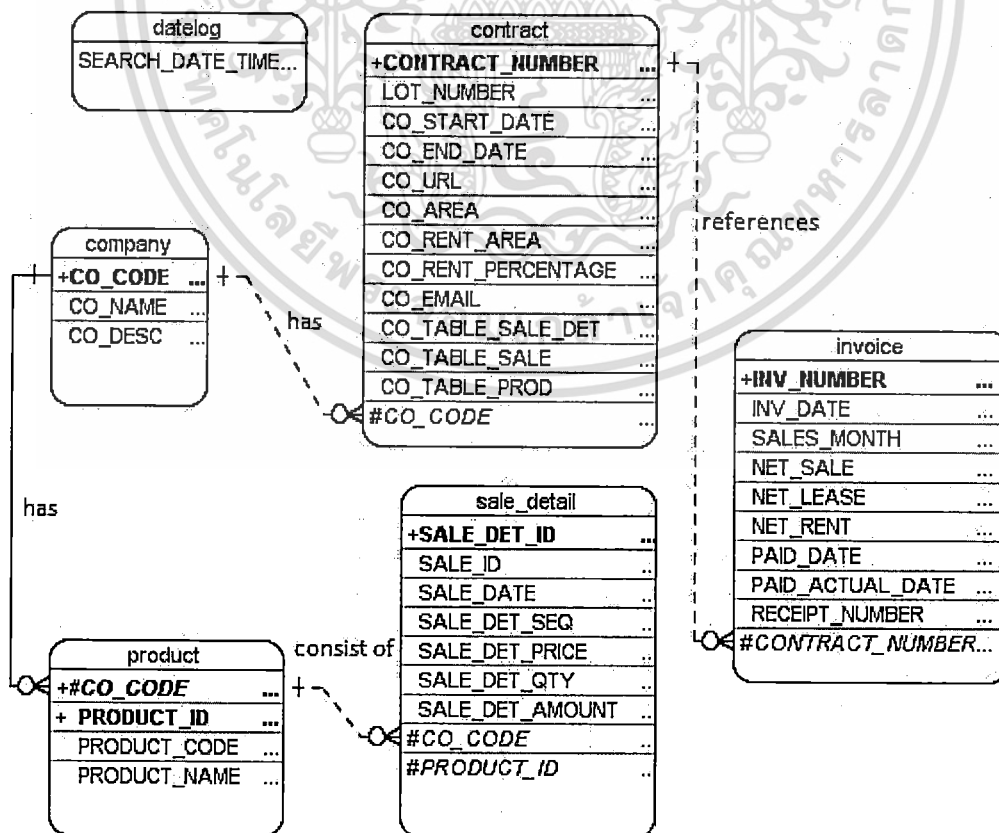 datelog
SEARCH_DATE_TIME...
contract
+CONTRACT_NUMBER ...
LOT_NUMBER ...
CO_START_DATE ...
CO_END_DATE ...
CO_URL ...
CO_AREA ...
CO_RENT_AREA ...
CO_RENT_PERCENTAGE ...
CO_EMAIL ...
CO_TABLE_SALE_DET ...
CO_TABLE_SALE ...
CO_TABLE_PROD ...
#CO_CODE ...
references
company
+CO_CODE ...
CO_NAME ...
CO_DESC ...
has
invoice
+INV_NUMBER ...
INV_DATE ...
SALES_MONTH ...
NET_SALE ...
NET_LEASE ...
NET_RENT ...
PAID_DATE ...
PAID_ACTUAL_DATE ...
RECEIPT_NUMBER ...
#CONTRACT_NUMBER...
has
sale_detail
+SALE_DET_ID ...
SALE_ID ..
SALE_DATE ..
SALE_DET_SEQ ..
SALE_DET_PRICE ..
SALE_DET_QTY ..
SALE_DET_AMOUNT ..
#CO_CODE ..
#PRODUCT_ID ..
consist of
product
+#CO_CODE ...
+ PRODUCT_ID ...
PRODUCT_CODE ...
PRODUCT_NAME ...